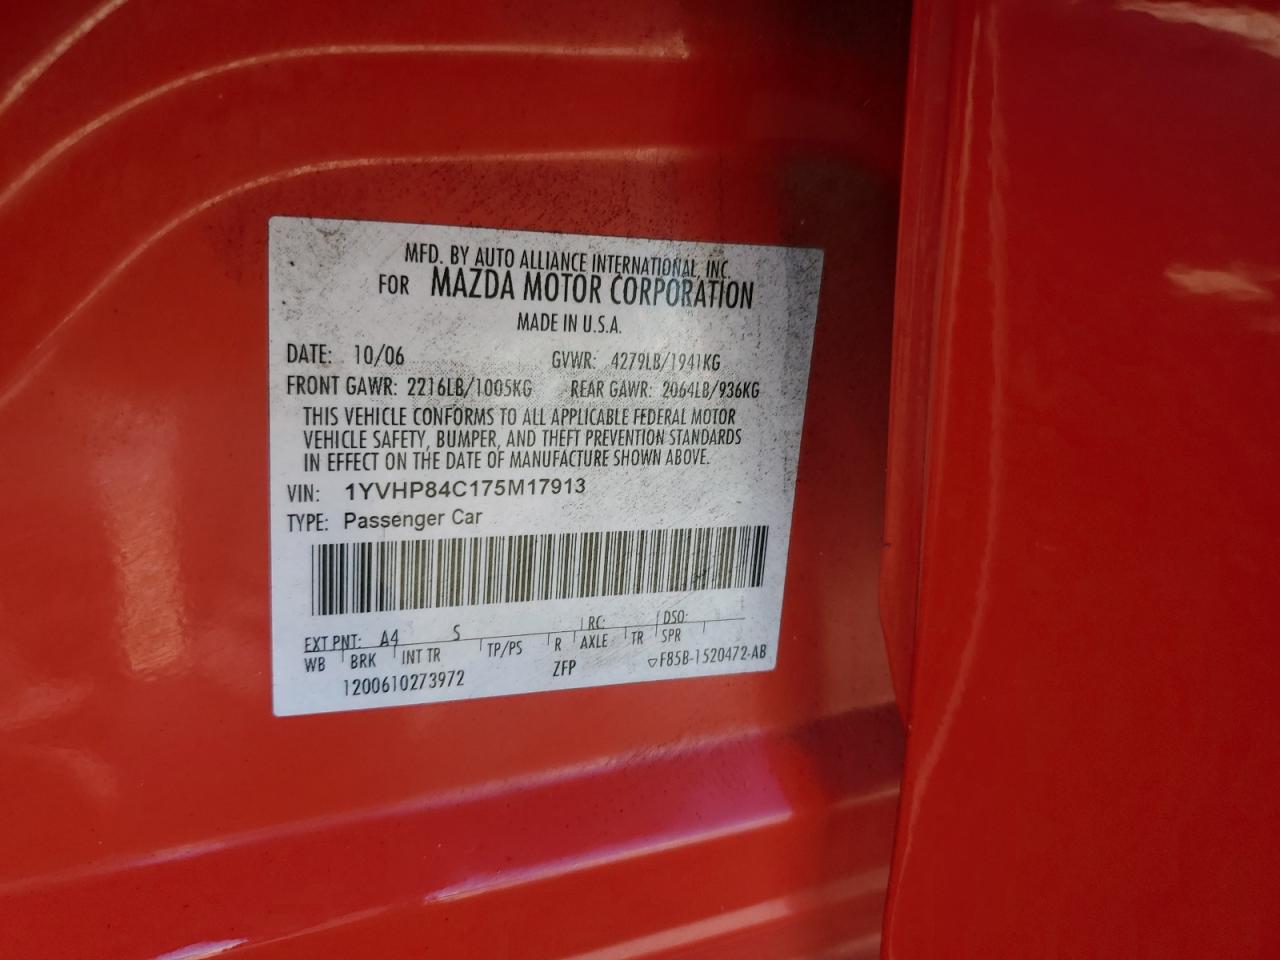 MFD. BY AUTO ALLIANCE INTERNATIONAL, INC.
FOR MAZDA MOTOR CORPORATION
MADE IN U.S.A.
DATE: 10/06 GVWR: 4279LB/1941KG
FRONT GAWR: 2216LB/1005KG REAR GAWR: 2064LB/936KG
THIS VEHICLE CONFORMS TO ALL APPLICABLE FEDERAL MOTOR
VEHICLE SAFETY, BUMPER, AND THEFT PREVENTION STANDARDS
IN EFFECT ON THE DATE OF MANUFACTURE SHOWN ABOVE.
VIN: 1YVHP84C175M17913
TYPE: Passenger Car
EXT PNT: A4 S RC: DSO:
WB BRK INT TR TP/PS R AXLE TR SPR
1200610273972 ZFP ▽F85B-1520472-AB